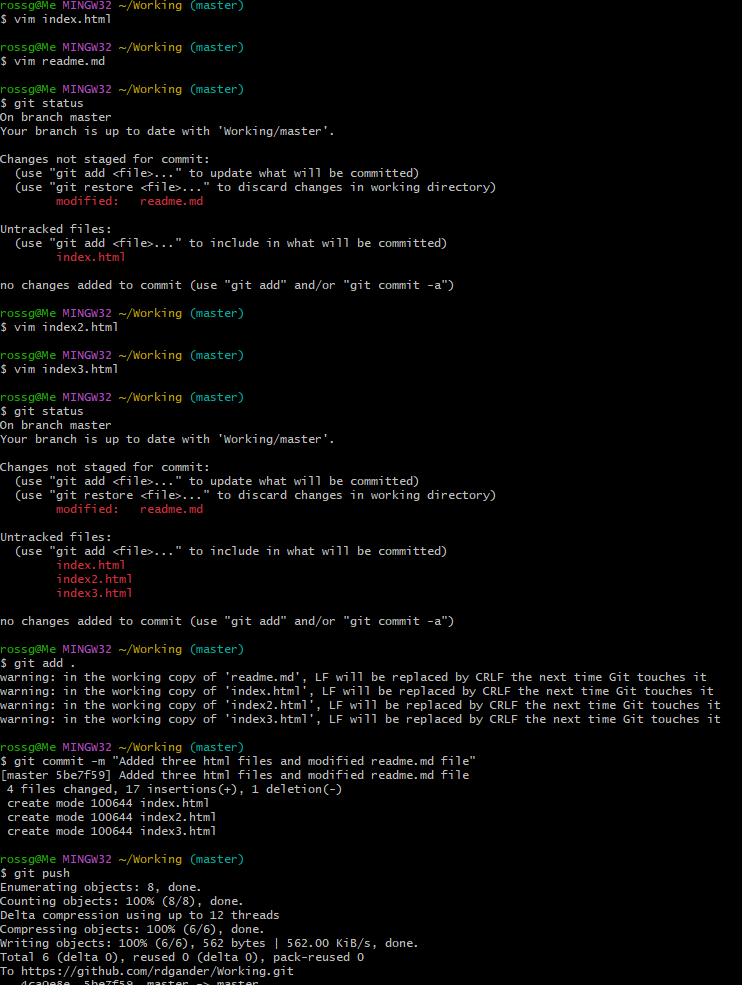 rossg@Me MINGW32 ~/Working (master)
$ vim index.html
rossg@Me MINGW32 ~/Working (master)
$ vim readme.md
rossg@Me MINGW32 ~/Working (master)
$ git status
On branch master
Your branch is up to date with 'Working/master'.
Changes not staged for commit:
  (use "git add <file>..." to update what will be committed)
  (use "git restore <file>..." to discard changes in working directory)
        modified:   readme.md
Untracked files:
  (use "git add <file>..." to include in what will be committed)
        index.html
no changes added to commit (use "git add" and/or "git commit -a")
rossg@Me MINGW32 ~/Working (master)
$ vim index2.html
rossg@Me MINGW32 ~/Working (master)
$ vim index3.html
rossg@Me MINGW32 ~/Working (master)
$ git status
On branch master
Your branch is up to date with 'Working/master'.
Changes not staged for commit:
  (use "git add <file>..." to update what will be committed)
  (use "git restore <file>..." to discard changes in working directory)
        modified:   readme.md
Untracked files:
  (use "git add <file>..." to include in what will be committed)
        index.html
        index2.html
        index3.html
no changes added to commit (use "git add" and/or "git commit -a")
rossg@Me MINGW32 ~/Working (master)
$ git add .
warning: in the working copy of 'readme.md', LF will be replaced by CRLF the next time Git touches it
warning: in the working copy of 'index.html', LF will be replaced by CRLF the next time Git touches it
warning: in the working copy of 'index2.html', LF will be replaced by CRLF the next time Git touches it
warning: in the working copy of 'index3.html', LF will be replaced by CRLF the next time Git touches it
rossg@Me MINGW32 ~/Working (master)
$ git commit -m "Added three html files and modified readme.md file"
[master 5be7f59] Added three html files and modified readme.md file
 4 files changed, 17 insertions(+), 1 deletion(-)
 create mode 100644 index.html
 create mode 100644 index2.html
 create mode 100644 index3.html
rossg@Me MINGW32 ~/Working (master)
$ git push
Enumerating objects: 8, done.
Counting objects: 100% (8/8), done.
Delta compression using up to 12 threads
Compressing objects: 100% (6/6), done.
Writing objects: 100% (6/6), 562 bytes | 562.00 KiB/s, done.
Total 6 (delta 0), reused 0 (delta 0), pack-reused 0
To https://github.com/rdgander/Working.git
   4ca0e8e..5be7f59  master -> master